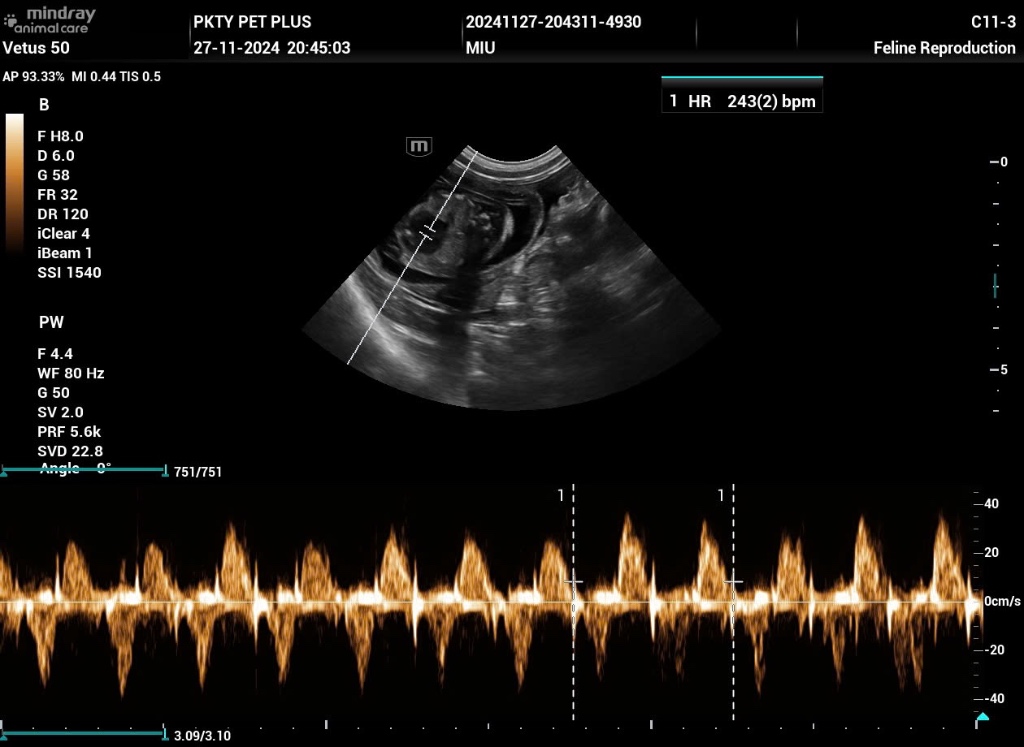 mindray
animal care
Vetus 50
PKTY PET PLUS
27-11-2024 20:45:03
20241127-204311-4930
MIU
C11-3
Feline Reproduction
AP 93.33% MI 0.44 TIS 0.5
1 HR 243(2) bpm
B
F H8.0
D 6.0
G 58
FR 32
DR 120
iClear 4
iBeam 1
SSI 1540
m
0
5
PW
F 4.4
WF 80 Hz
G 50
SV 2.0
PRF 5.6k
SVD 22.8
Angle 0°
751/751
1
1
40
20
0cm/s
-20
-40
3.09/3.10